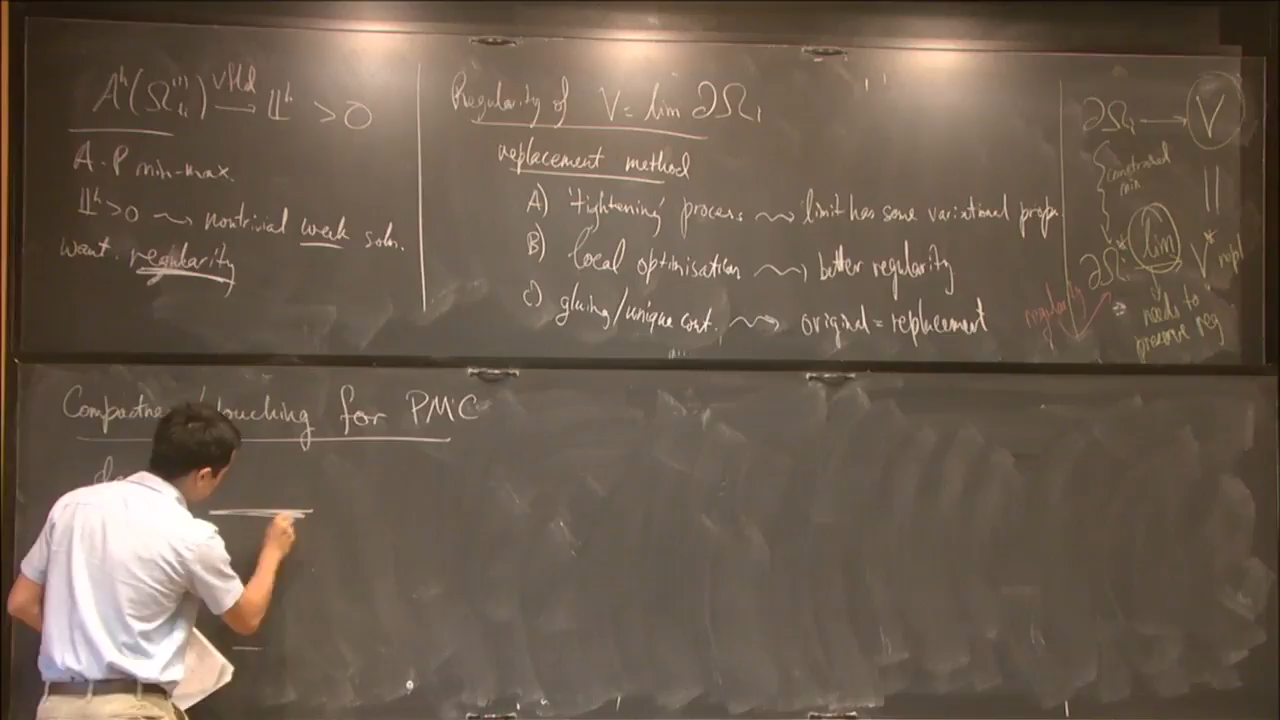 A^h(Ω_i^{(1)}) → 𝕃^h > 0
A-P min-max.
𝕃^h > 0 ⇝ nontrivial weak soln.
want: regularity
Regularity of V = lim ∂Ω_i
replacement method
A) 'tightening' process ⇝ limit has some variational prop.
B) local optimisation ⇝ better regularity
C) gluing/unique cont. ⇝ original = replacement
∂Ω_i → V
constrained
min
||
∂Ω_i* lim V* repl
regularity
needs to
preserve reg
touching for PMC